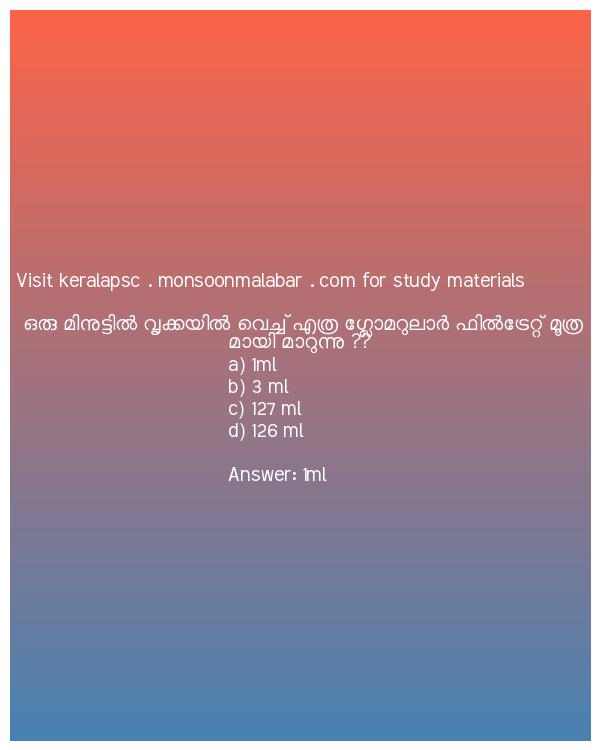 Visit keralapsc . monsoonmalabar . com for study materials
ഒരു മിനുട്ടിൽ വൃക്കയിൽ വെച്ച് എത്ര ഗ്ലോമറുലാർ ഫിൽട്രേറ്റ് മൂത്ര
മായി മാറുന്നു ??
a) 1ml
b) 3 ml
c) 127 ml
d) 126 ml
Answer: 1ml